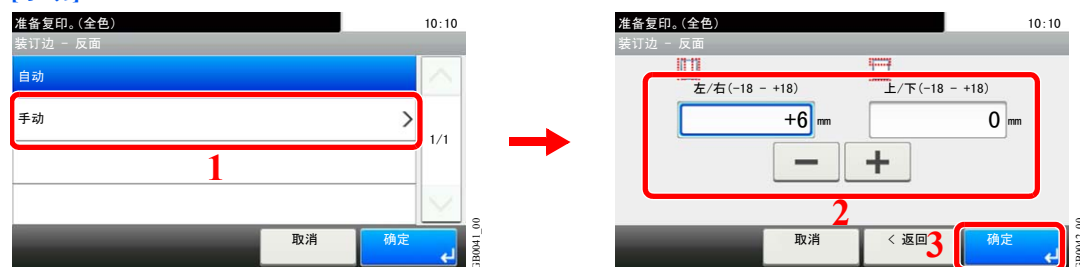 准备复印。(全色) 10:10
装订边 - 反面
自动
手动
1/1
1
取消 确定
GB0041_00
准备复印。(全色) 10:10
装订边 - 反面
左/右(-18 - +18) 上/下(-18 - +18)
+6 mm 0 mm
2
取消 < 返回 3 确定